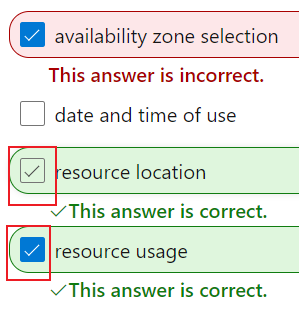 availability zone selection
This answer is incorrect.
date and time of use
resource location
This answer is correct.
resource usage
This answer is correct.